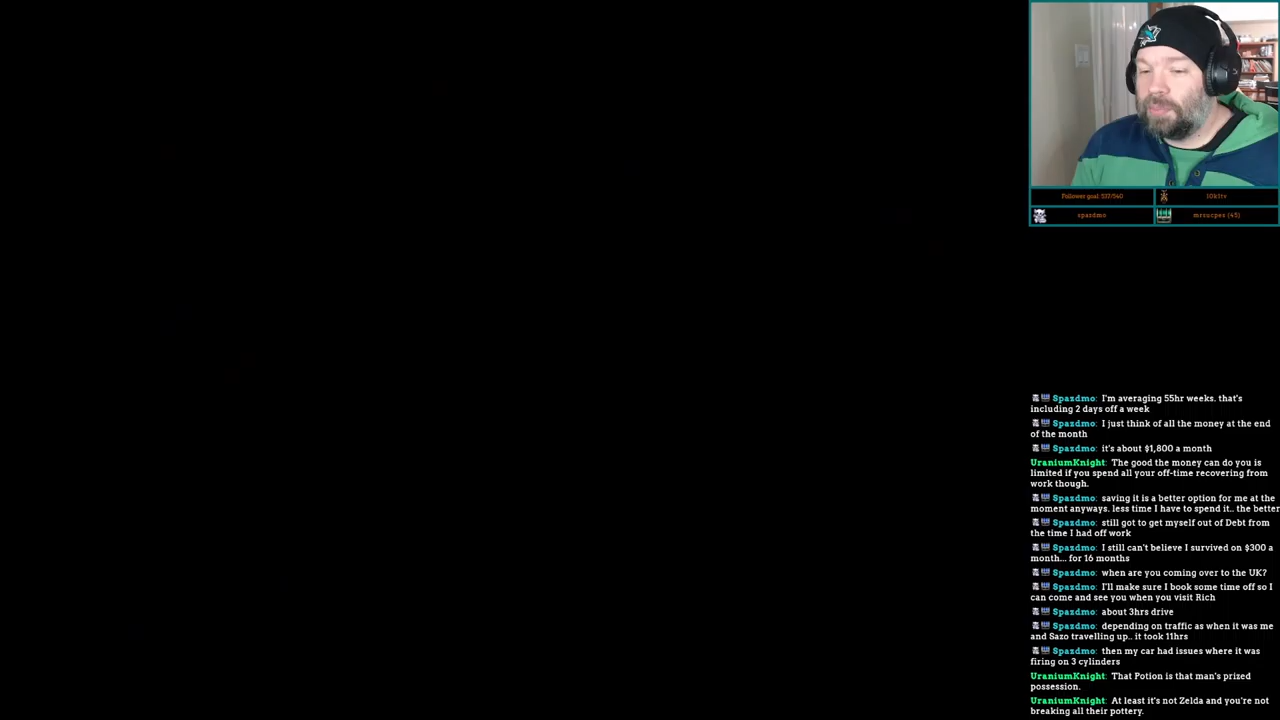 Follower goal: 537/560
10k1tv
spazdmo
mrsucpes (45)
Spazdmo: I'm averaging 55hr weeks. that's
including 2 days off a week
Spazdmo: I just think of all the money at the end
of the month
Spazdmo: it's about $1,800 a month
UraniumKnight: The good the money can do you is
limited if you spend all your off-time recovering from
work though.
Spazdmo: saving it is a better option for me at the
moment anyways. less time I have to spend it.. the better
Spazdmo: still got to get myself out of Debt from
the time I had off work
Spazdmo: I still can't believe I survived on $300 a
month... for 16 months
Spazdmo: when are you coming over to the UK?
Spazdmo: I'll make sure I book some time off so I
can come and see you when you visit Rich
Spazdmo: about 3hrs drive
Spazdmo: depending on traffic as when it was me
and Sazo travelling up.. it took 11hrs
Spazdmo: then my car had issues where it was
firing on 3 cylinders
UraniumKnight: That Potion is that man's prized
possession.
UraniumKnight: At least it's not Zelda and you're not
breaking all their pottery.